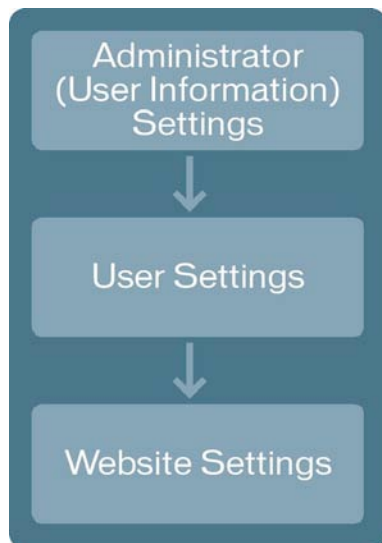 Administrator
(User Information)
Settings
User Settings
Website Settings